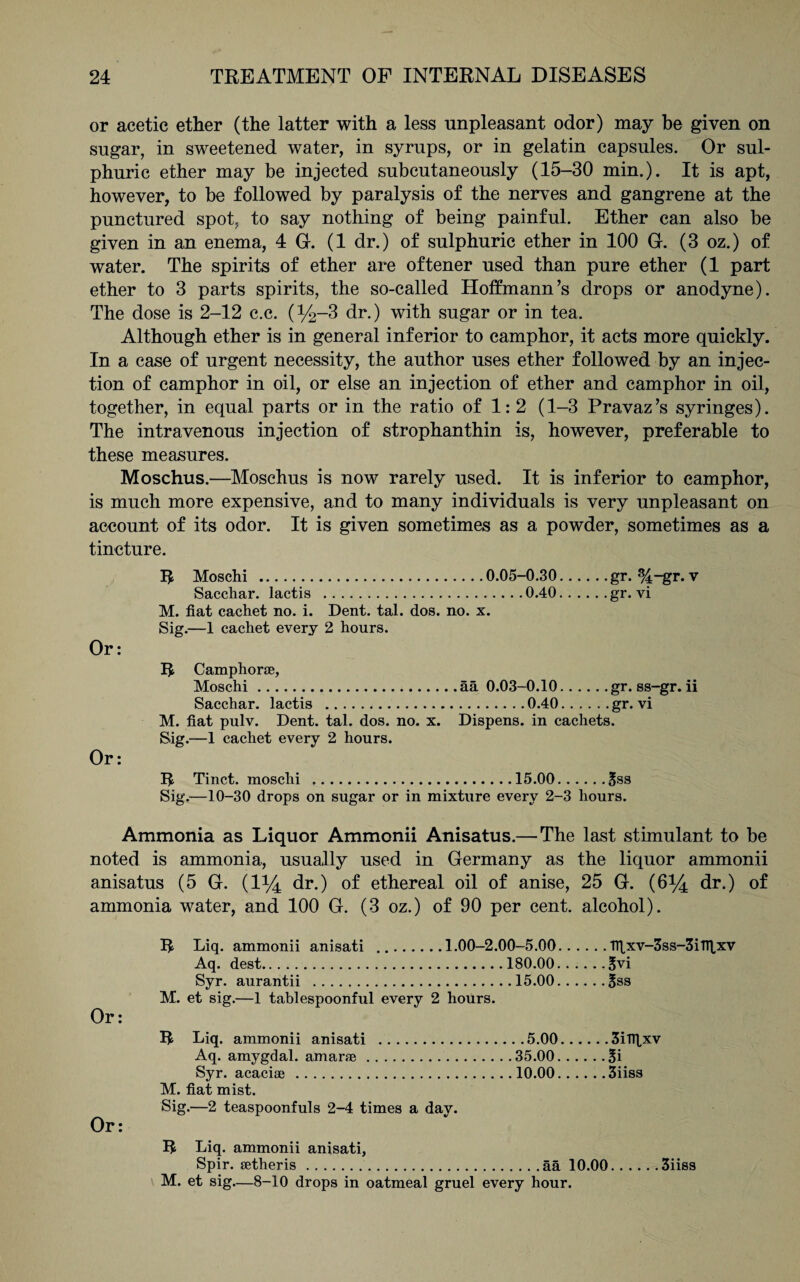 24 TREATMENT OF INTERNAL DISEASES
or acetic ether (the latter with a less unpleasant odor) may be given on
sugar, in sweetened water, in syrups, or in gelatin capsules. Or sul-
phuric ether may be injected subcutaneously (15–30 min.). It is apt,
however, to be followed by paralysis of the nerves and gangrene at the
punctured spot, to say nothing of being painful. Ether can also be
given in an enema, 4 G. (1 dr.) of sulphuric ether in 100 G. (3 oz.) of
water. The spirits of ether are oftener used than pure ether (1 part
ether to 3 parts spirits, the so-called Hoffmann's drops or anodyne).
The dose is 2–12 c.c. (½–3 dr.) with sugar or in tea.
Although ether is in general inferior to camphor, it acts more quickly.
In a case of urgent necessity, the author uses ether followed by an injec-
tion of camphor in oil, or else an injection of ether and camphor in oil,
together, in equal parts or in the ratio of 1:2 (1–3 Pravaz's syringes).
The intravenous injection of strophanthin is, however, preferable to
these measures.
Moschus.—Moschus is now rarely used. It is inferior to camphor,
is much more expensive, and to many individuals is very unpleasant on
account of its odor. It is given sometimes as a powder, sometimes as a
tincture.
℞ Moschi ..........................0.05–0.30......gr. ¾–gr. v
Sacchar. lactis ........................0.40......gr. vi
M. fiat cachet no. i. Dent. tal. dos. no. x.
Sig.—1 cachet every 2 hours.
Or:
℞ Camphoræ,
Moschi ........................āā 0.03–0.10......gr. ss–gr. ii
Sacchar. lactis ........................0.40......gr. vi
M. fiat pulv. Dent. tal. dos. no. x. Dispens. in cachets.
Sig.—1 cachet every 2 hours.
Or:
℞ Tinct. moschi ........................15.00......℥ss
Sig.—10–30 drops on sugar or in mixture every 2–3 hours.
Ammonia as Liquor Ammonii Anisatus.—The last stimulant to be
noted is ammonia, usually used in Germany as the liquor ammonii
anisatus (5 G. (1¼ dr.) of ethereal oil of anise, 25 G. (6¼ dr.) of
ammonia water, and 100 G. (3 oz.) of 90 per cent. alcohol).
℞ Liq. ammonii anisati .........1.00–2.00–5.00......♏xv–ʒss–ʒi♏xv
Aq. dest.............................180.00......℥vi
Syr. aurantii ........................15.00......℥ss
M. et sig.—1 tablespoonful every 2 hours.
Or:
℞ Liq. ammonii anisati ..................5.00......ʒi♏xv
Aq. amygdal. amaræ ..................35.00......℥i
Syr. acaciæ ..........................10.00......ʒiiss
M. fiat mist.
Sig.—2 teaspoonfuls 2–4 times a day.
Or:
℞ Liq. ammonii anisati,
Spir. ætheris ............................āā 10.00......ʒiiss
M. et sig.—8–10 drops in oatmeal gruel every hour.